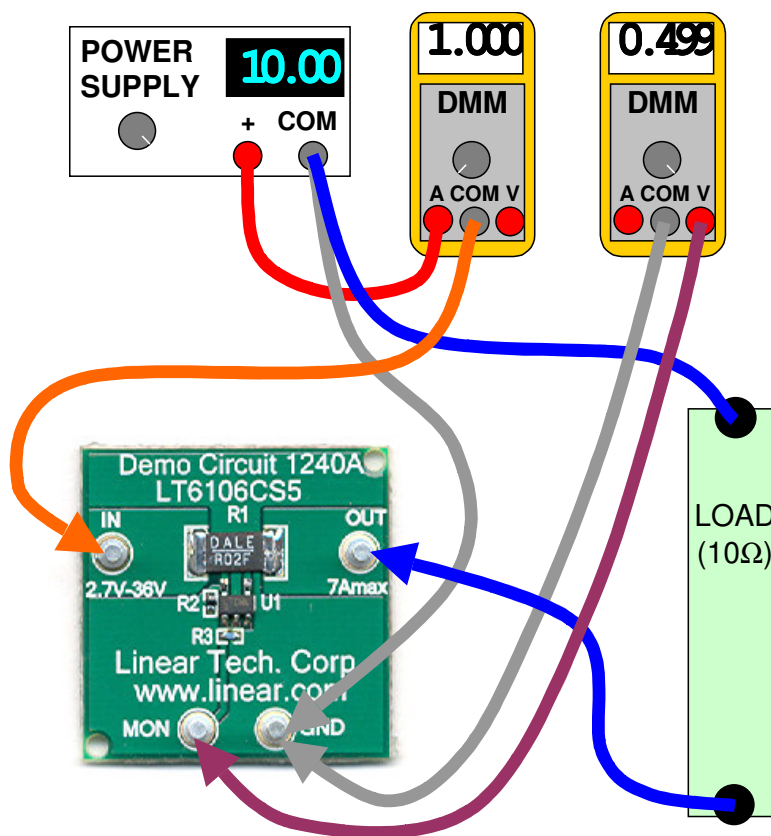 POWER
SUPPLY
10.00
+ COM
1.000
DMM
A COM V
0.499
DMM
A COM V
Demo Circuit 1240A
LT6106CS5
R1
IN
OUT
DALE
R02F
2.7V-36V
7Amax
R2
U1
R3
Linear Tech. Corp
www.linear.com
MON
GND
LOAD
(10Ω)